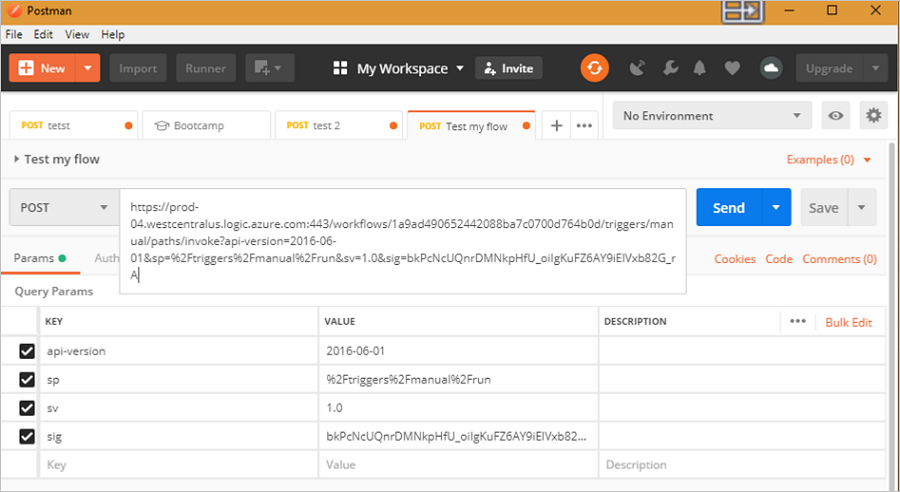 Postman
File Edit View Help
New Import Runner My Workspace Invite Upgrade
POST tetst Bootcamp POST test 2 POST Test my flow No Environment
Test my flow Examples (0)
POST https://prod-
04.westcentralus.logic.azure.com:443/workflows/1a9ad490652442088ba7c0700d764b0d/triggers/man
ual/paths/invoke?api-version=2016-06-
01&sp=%2Ftriggers%2Fmanual%2Frun&sv=1.0&sig=bkPcNcUQnrDMNkpHfU_oilgKuFZ6AY9iEIVxb82G_r
A
Send Save
Params Auth Cookies Code Comments (0)
Query Params
KEY VALUE DESCRIPTION Bulk Edit
api-version 2016-06-01
sp %2Ftriggers%2Fmanual%2Frun
sv 1.0
sig bkPcNcUQnrDMNkpHfU_oilgKuFZ6AY9iEIVxb82...
Key Value Description